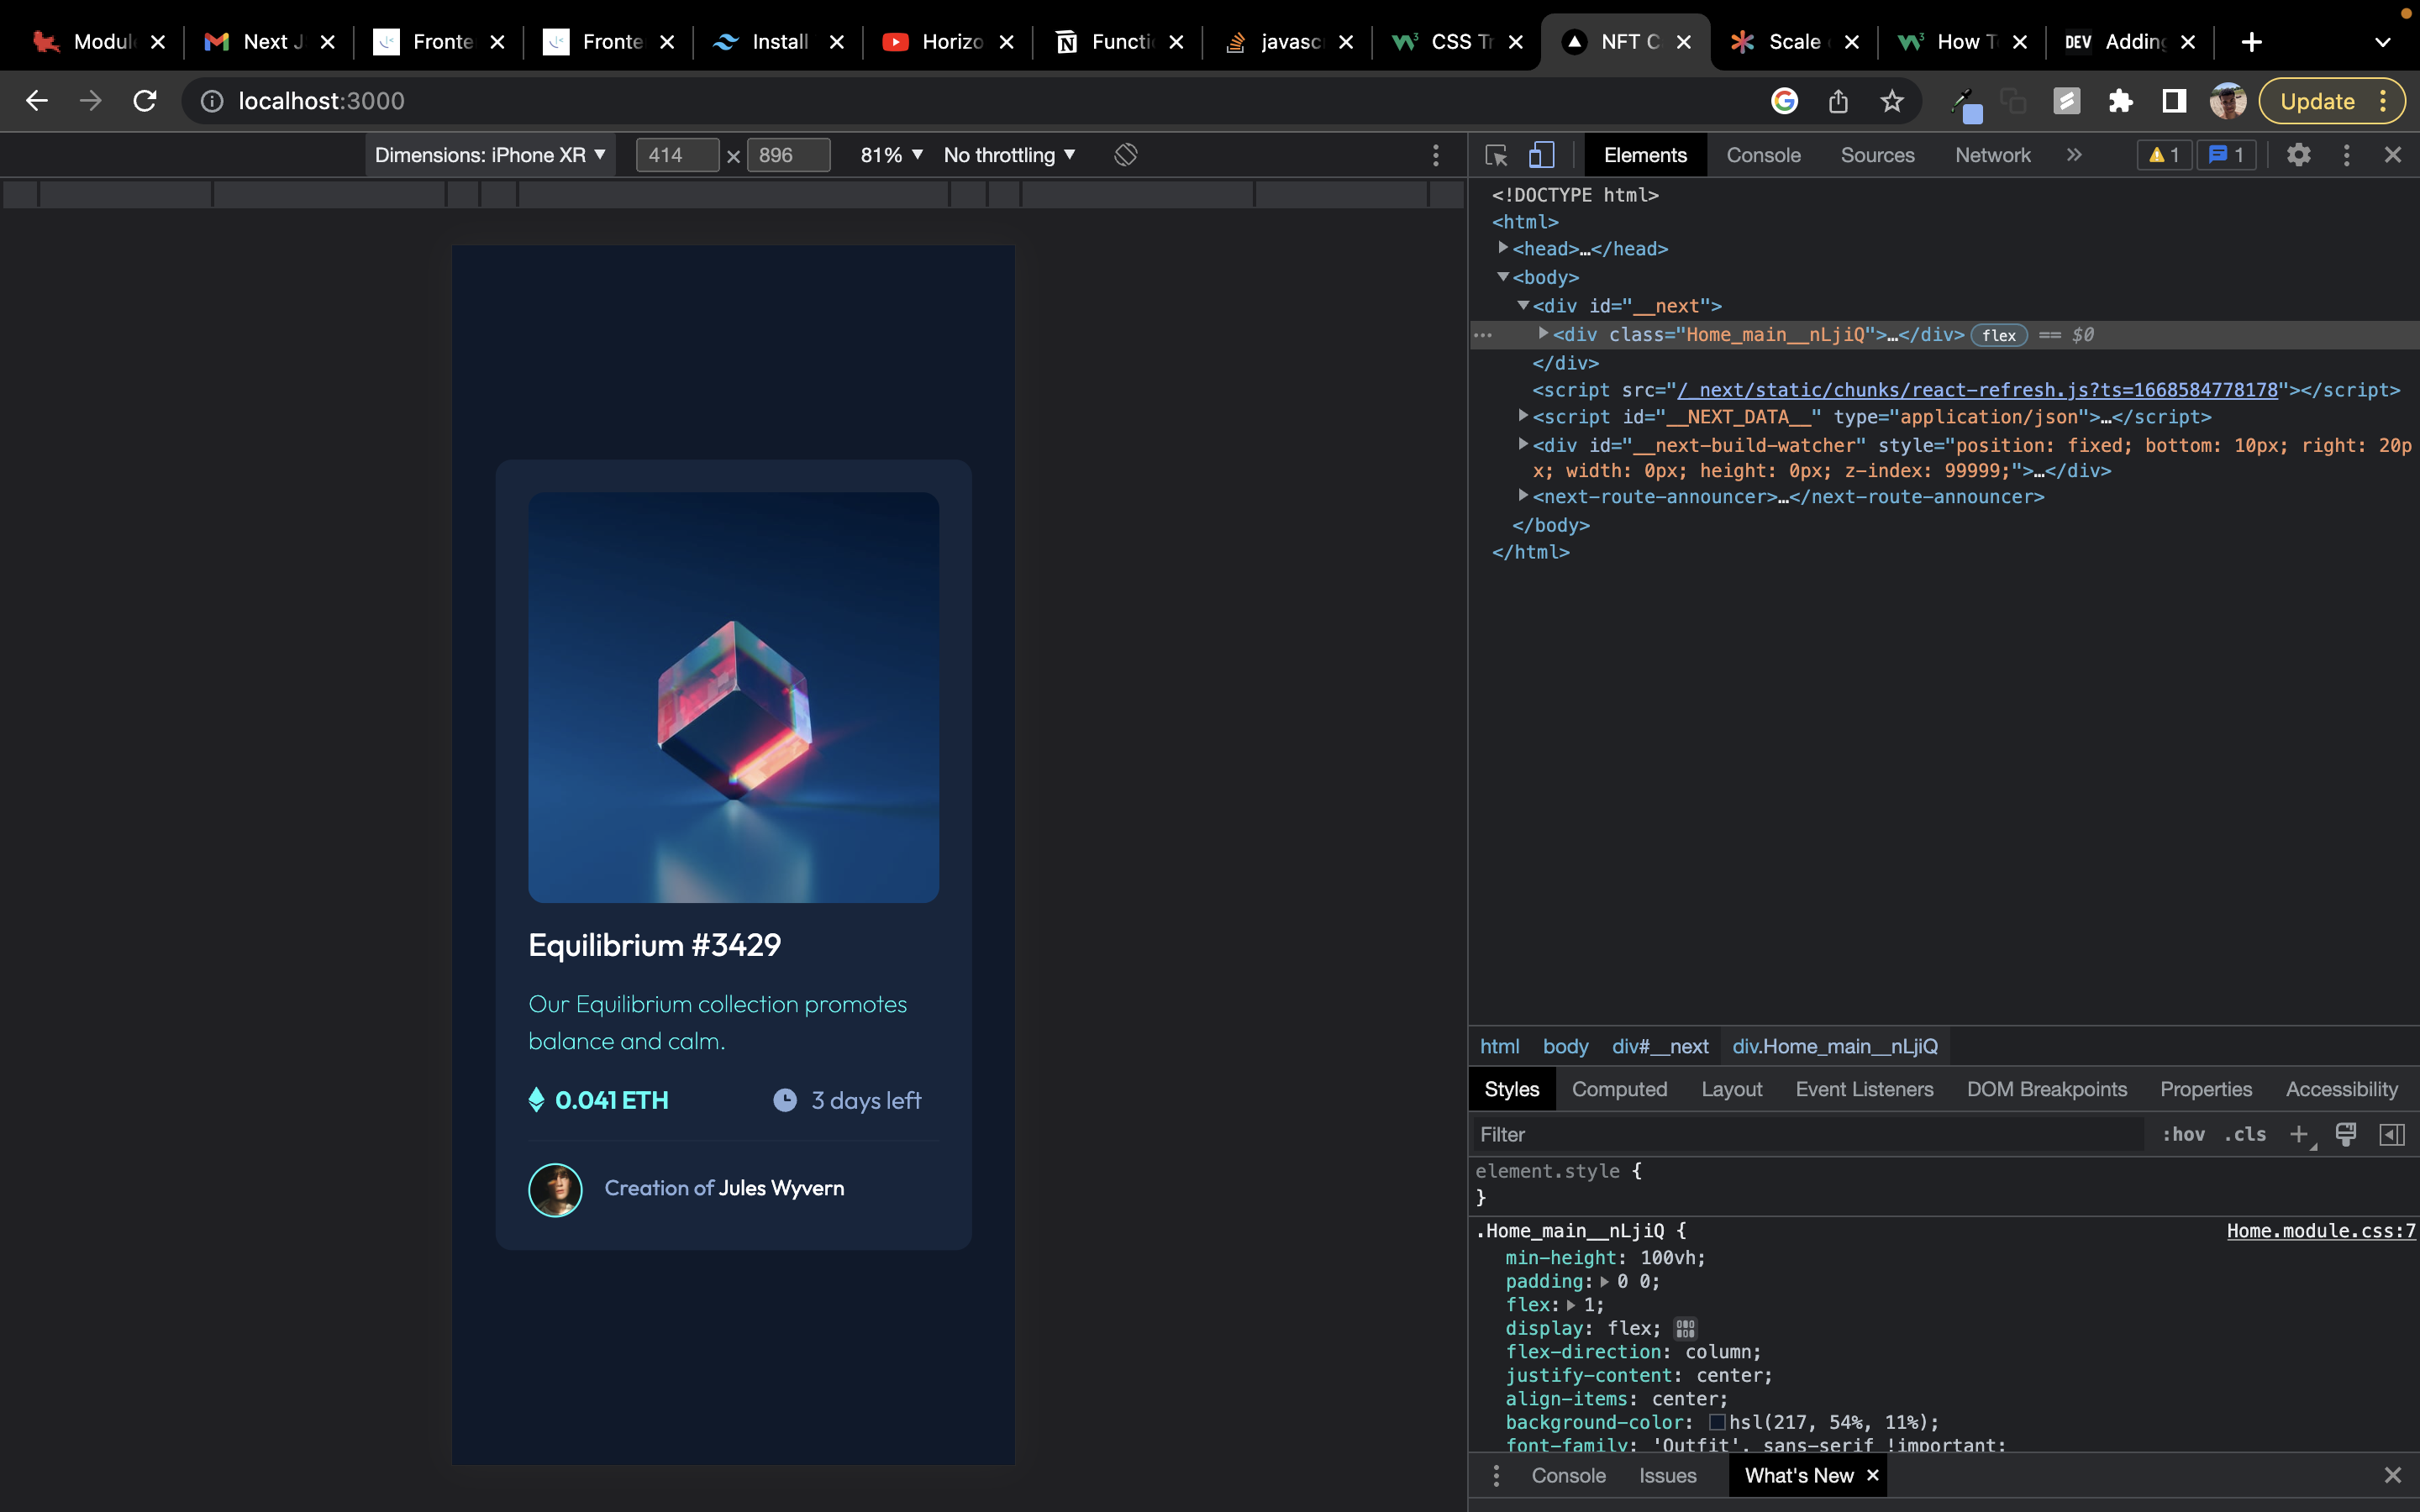 Modul Next J Fronte Fronte Install Horizo Functi javasc CSS Tr NFT C Scale How T DEV Adding
localhost:3000 Update
Dimensions: iPhone XR 414 × 896 81% No throttling
Elements Console Sources Network 1 1
<!DOCTYPE html>
<html>
<head>…</head>
<body>
<div id="__next">
<div class="Home_main__nLjiQ">…</div> flex == $0
</div>
<script src="/_next/static/chunks/react-refresh.js?ts=1668584778178"></script>
<script id="__NEXT_DATA__" type="application/json">…</script>
<div id="__next-build-watcher" style="position: fixed; bottom: 10px; right: 20p
x; width: 0px; height: 0px; z-index: 99999;">…</div>
<next-route-announcer>…</next-route-announcer>
</body>
</html>
Equilibrium #3429
Our Equilibrium collection promotes
balance and calm.
0.041 ETH 3 days left
Creation of Jules Wyvern
html body div#__next div.Home_main__nLjiQ
Styles Computed Layout Event Listeners DOM Breakpoints Properties Accessibility
Filter :hov .cls
element.style {
}
.Home_main__nLjiQ { Home.module.css:7
min-height: 100vh;
padding: 0 0;
flex: 1;
display: flex;
flex-direction: column;
justify-content: center;
align-items: center;
background-color: hsl(217, 54%, 11%);
font-family: 'Outfit', sans-serif !important;
Console Issues What's New